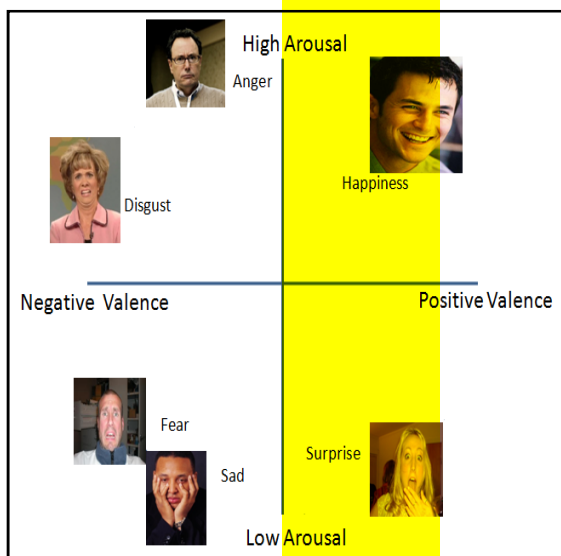 High Arousal
Anger
Happiness
Disgust
Negative Valence
Positive Valence
Fear
Surprise
Sad
Low Arousal